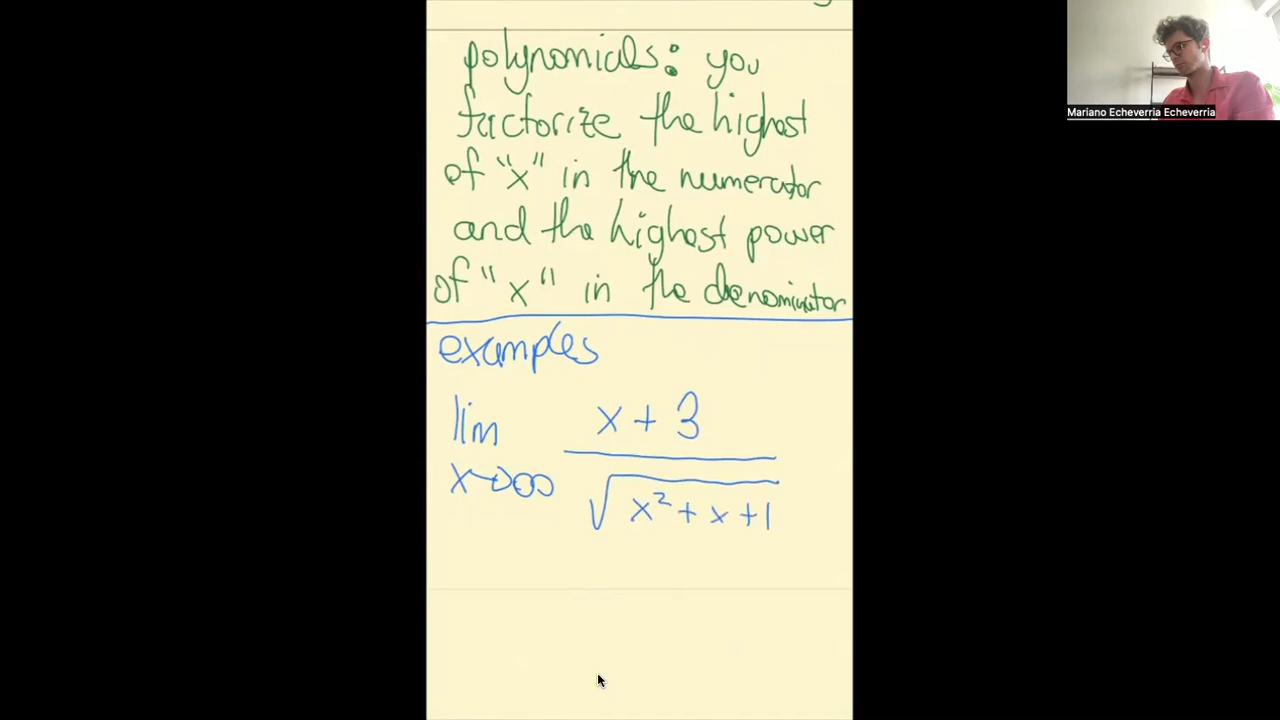 polynomials: you
factorize the highest
of "x" in the numerator
and the highest power
of "x" in the denominator
examples
lim x + 3
x→∞ √x² + x + 1
Mariano Echeverria Echeverria